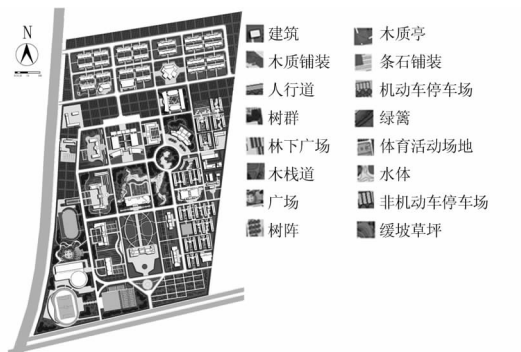 N
建筑
木质铺装
人行道
树群
林下广场
木栈道
广场
树阵
木质亭
条石铺装
机动车停车场
绿篱
体育活动场地
水体
非机动车停车场
缓坡草坪